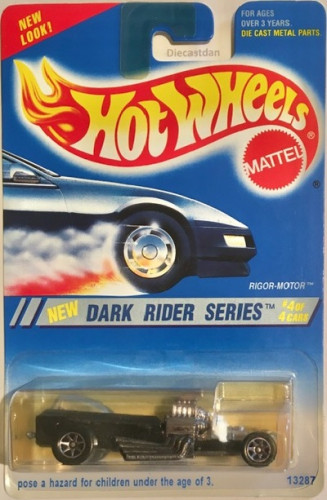 NEW
LOOK!
Diecastdan
FOR AGES
OVER 3 YEARS.
DIE CAST METAL PARTS.
HOT WHEELS
MATTEL
RIGOR-MOTOR™
NEW DARK RIDER SERIES™ #4 OF
4 CARS
pose a hazard for children under the age of 3.
13287